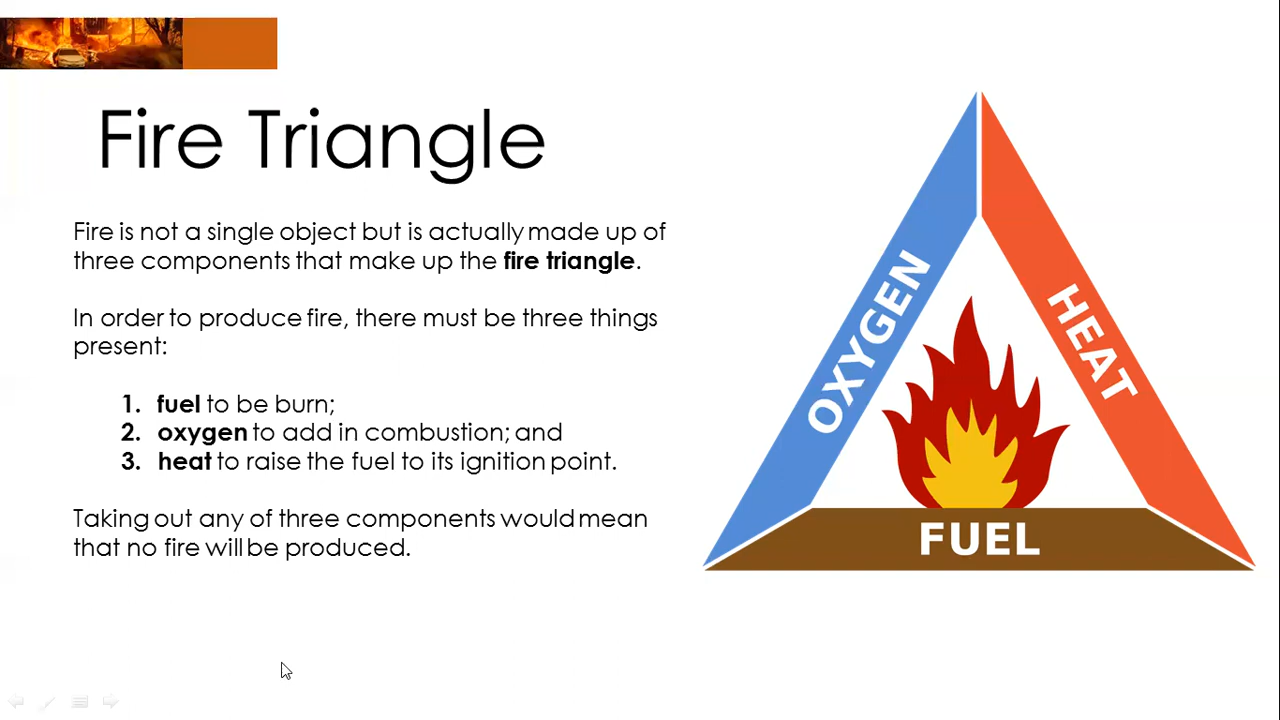 Fire Triangle
Fire is not a single object but is actually made up of
three components that make up the fire triangle.
In order to produce fire, there must be three things
present:
1. fuel to be burn;
2. oxygen to add in combustion; and
3. heat to raise the fuel to its ignition point.
Taking out any of three components would mean
that no fire will be produced.
OXYGEN
HEAT
FUEL